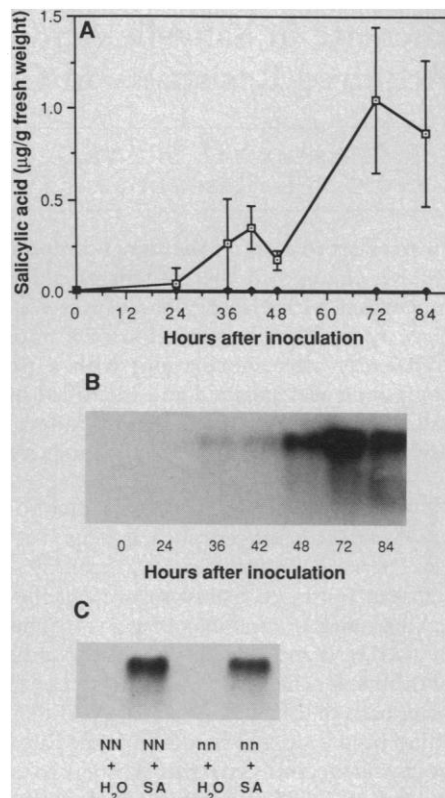 A
Salicylic acid (μg/g fresh weight)
1.5
1.0
0.5
0.0
0 12 24 36 48 60 72 84
Hours after inoculation
B
0 24 36 42 48 72 84
Hours after inoculation
C
NN NN nn nn
+ + + +
H₂O SA H₂O SA